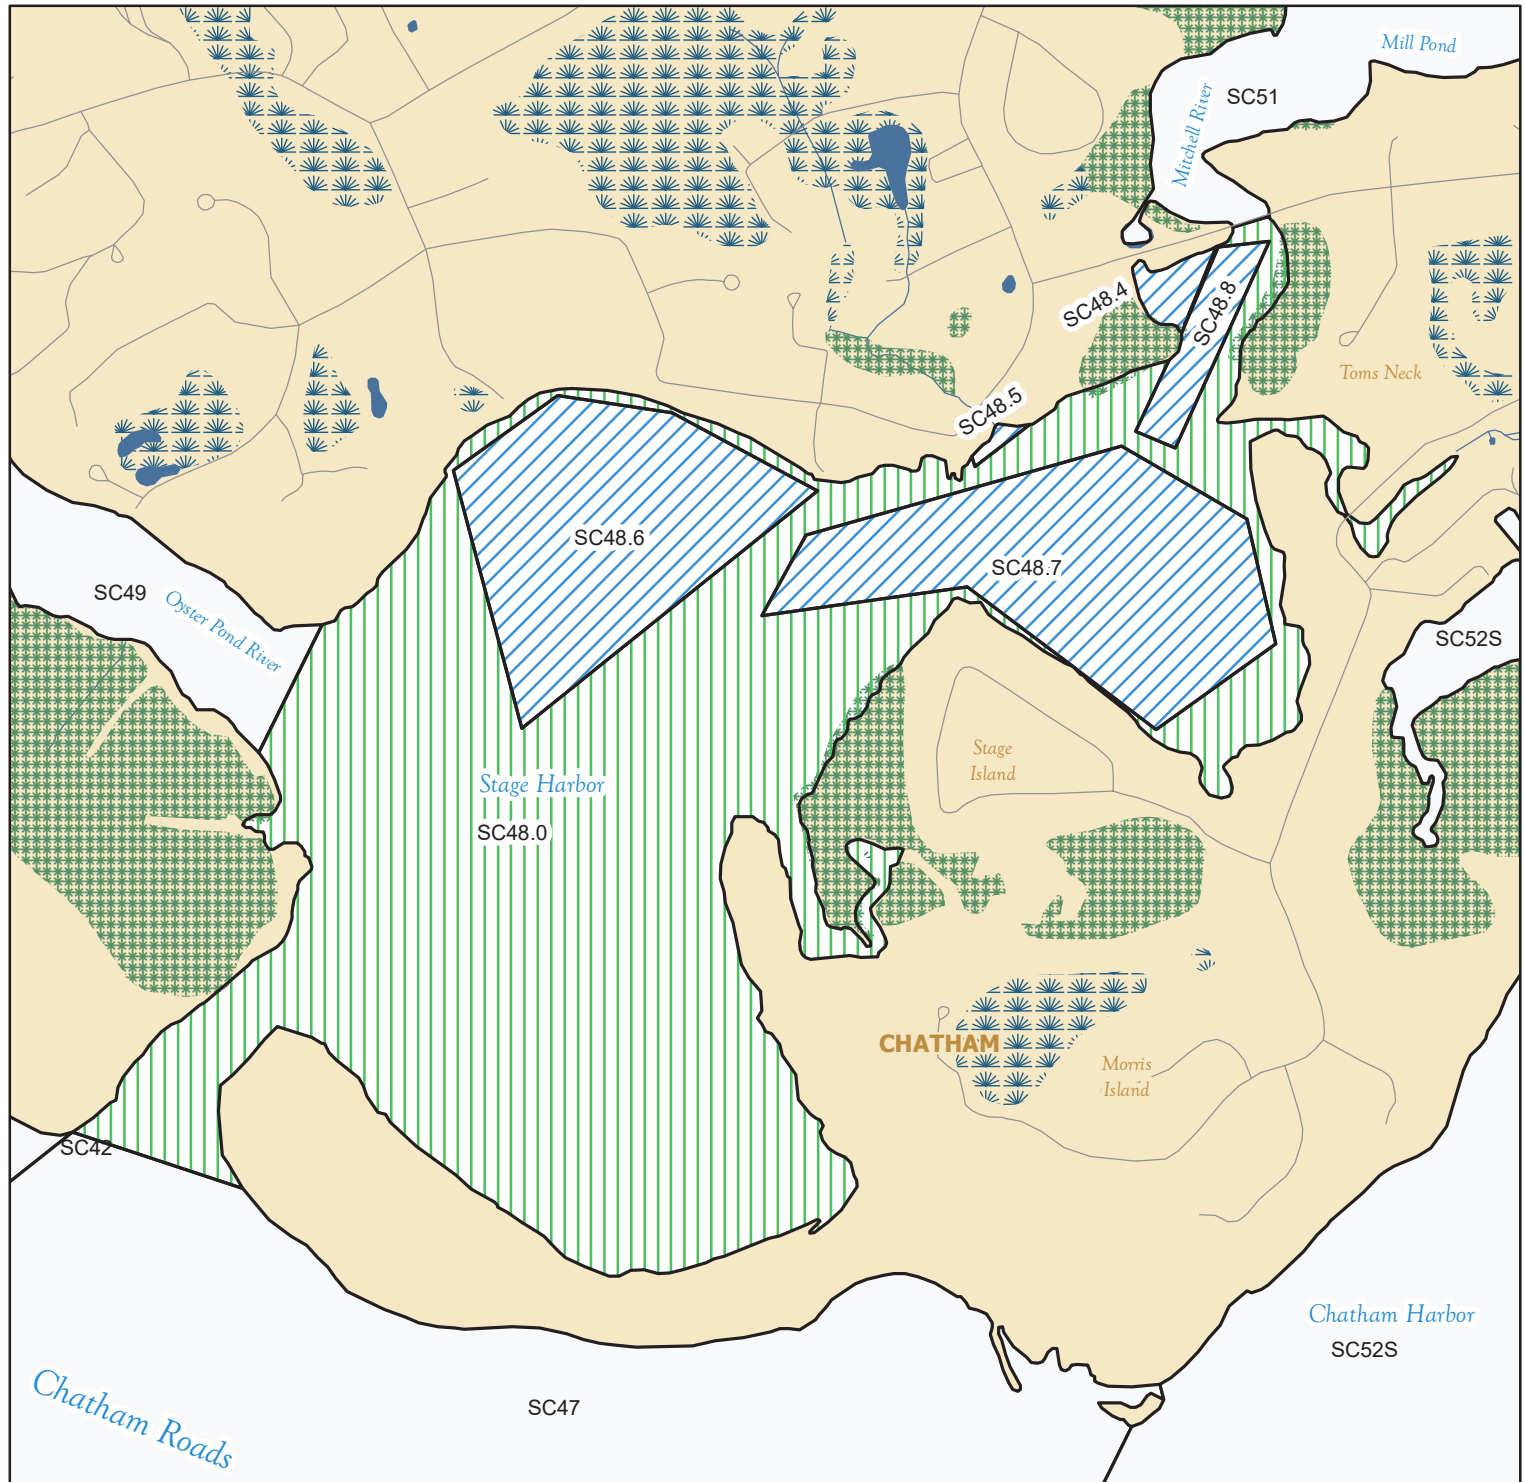 Mill Pond
SC51
Mitchell River
SC48.4
SC48.8
Toms Neck
SC48.5
SC48.6
SC48.7
SC49
Oyster Pond River
SC52S
Stage
Island
Stage Harbor
SC48.0
CHATHAM
Morris
Island
SC42
Chatham Harbor
SC52S
SC47
Chatham Roads